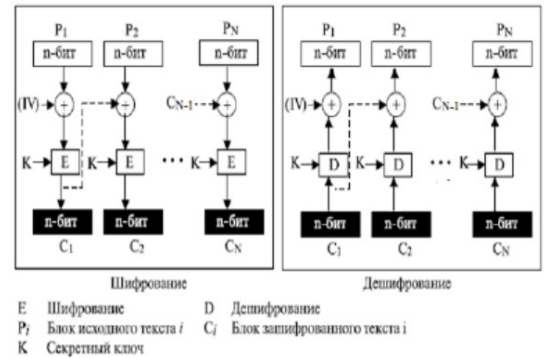 P1 P2 PN P1 P2 PN
n-бит n-бит n-бит n-бит n-бит n-бит
(IV) + + CN-1 + (IV) + + CN-1 +
K E K E ••• K E K D K D ••• K D
n-бит n-бит n-бит n-бит n-бит n-бит
C1 C2 CN C1 C2 CN
Шифрование Дешифрование
E Шифрование D Дешифрование
Pi Блок исходного текста i Ci Блок зашифрованного текста i
K Секретный ключ